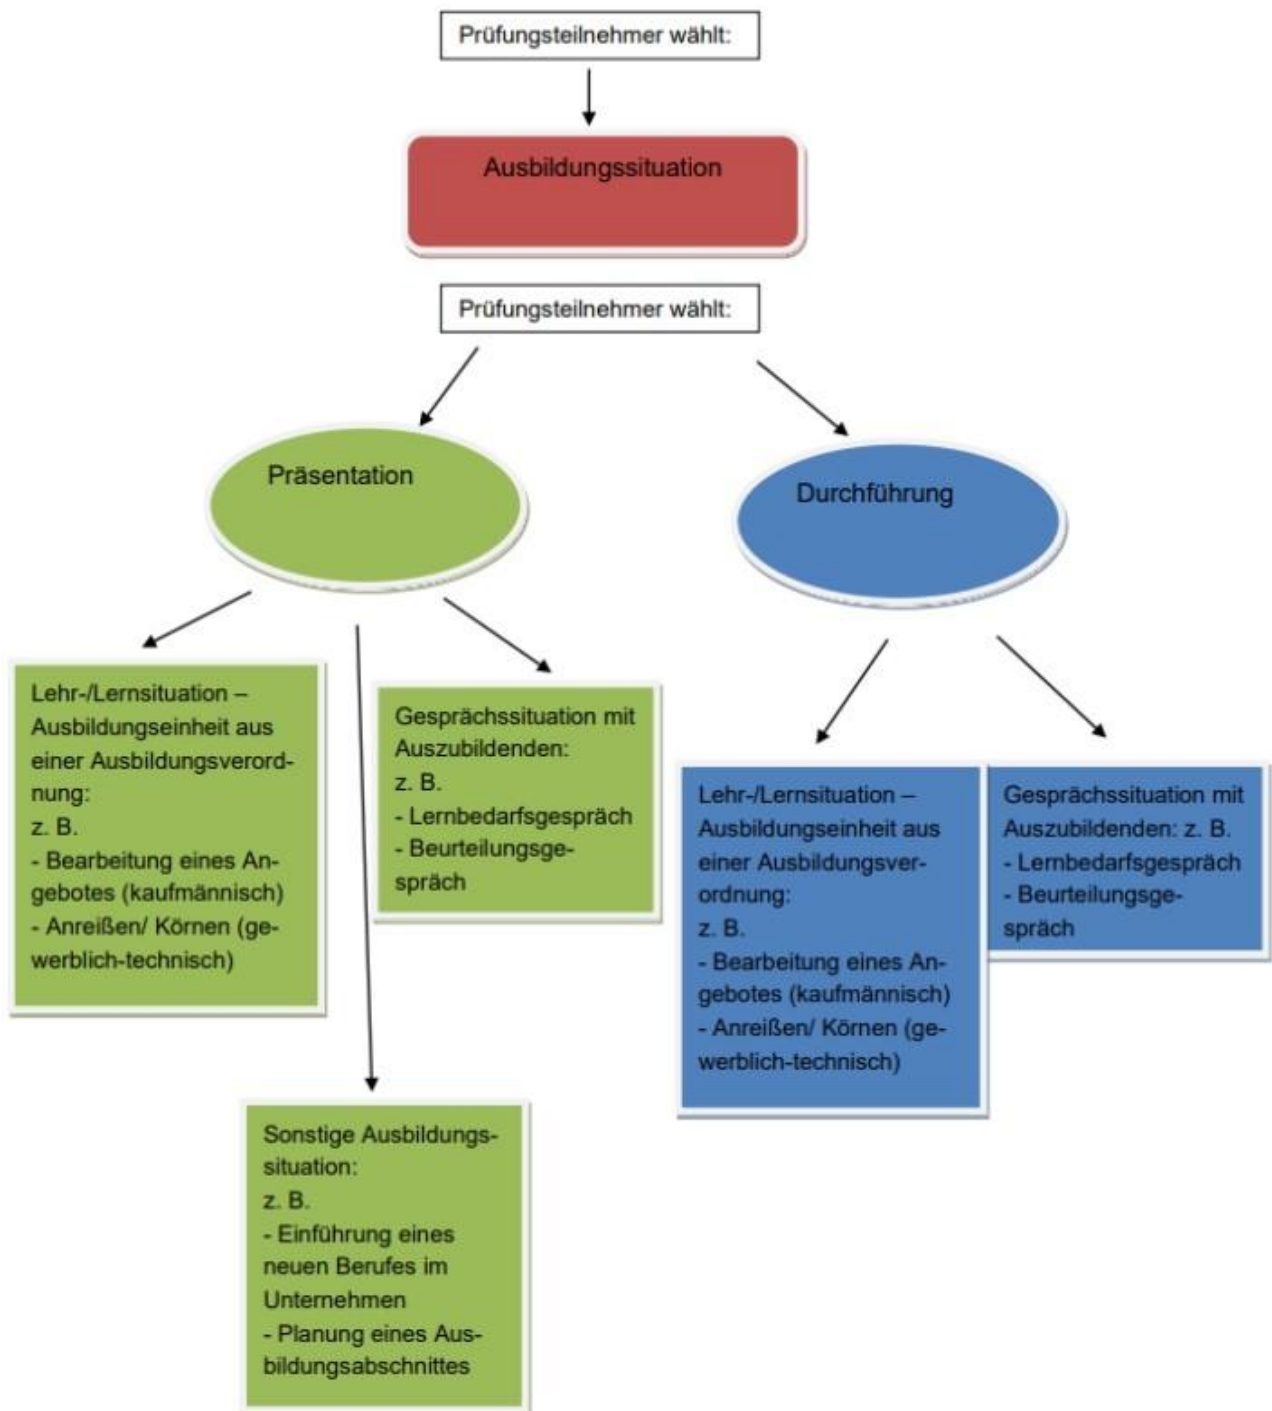 Prüfungsteilnehmer wählt:
Ausbildungssituation
Prüfungsteilnehmer wählt:
Präsentation
Durchführung
Lehr-/Lernsituation –
Ausbildungseinheit aus
einer Ausbildungsverord-
nung:
z. B.
- Bearbeitung eines An-
gebotes (kaufmännisch)
- Anreißen/ Körnen (ge-
werblich-technisch)
Gesprächssituation mit
Auszubildenden:
z. B.
- Lernbedarfsgespräch
- Beurteilungsge-
spräch
Sonstige Ausbildungs-
situation:
z. B.
- Einführung eines
neuen Berufes im
Unternehmen
- Planung eines Aus-
bildungsabschnittes
Lehr-/Lernsituation –
Ausbildungseinheit aus
einer Ausbildungsver-
ordnung:
z. B.
- Bearbeitung eines An-
gebotes (kaufmännisch)
- Anreißen/ Körnen (ge-
werblich-technisch)
Gesprächssituation mit
Auszubildenden: z. B.
- Lernbedarfsgespräch
- Beurteilungsge-
spräch